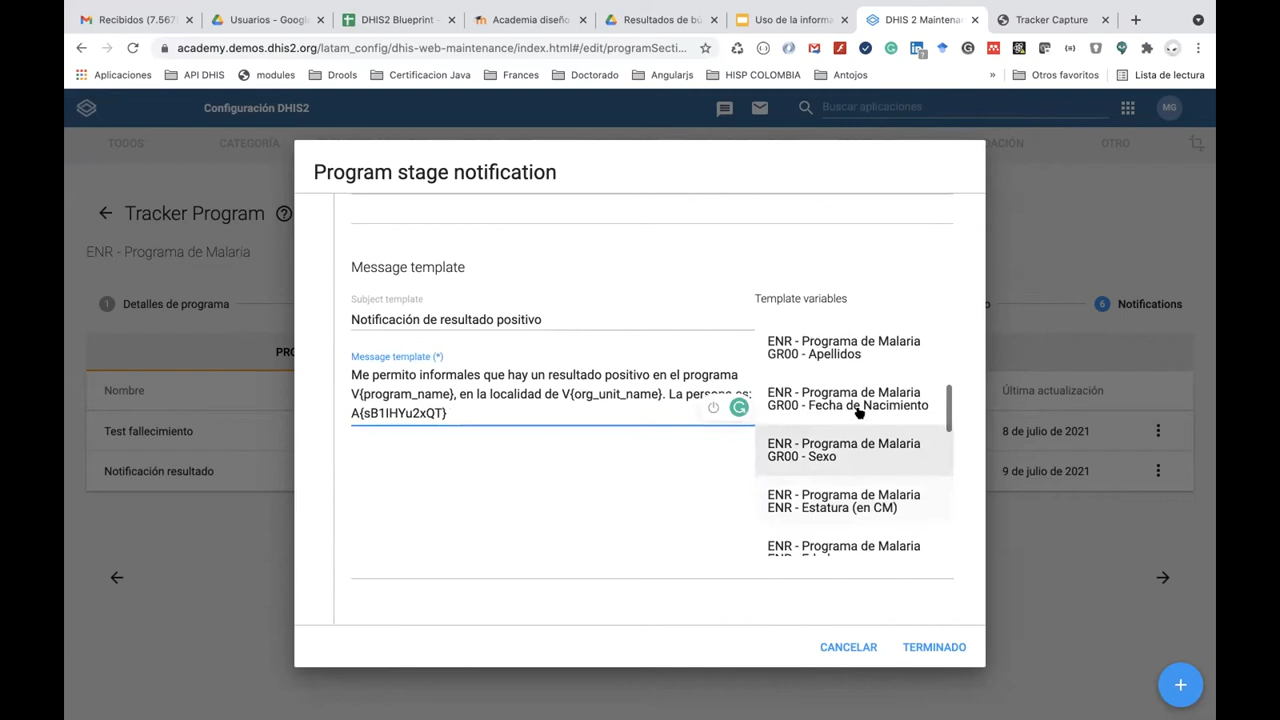 Recibidos (7.567
Usuarios - Googl
DHIS2 Blueprint -
Academia diseño
Resultados de bú
Uso de la informa
DHIS 2 Maintenan
Tracker Capture
academy.demos.dhis2.org/latam_config/dhis-web-maintenance/index.html#/edit/programSecti...
Aplicaciones
API DHIS
modules
Drools
Certificacion Java
Frances
Doctorado
Angularjs
HISP COLOMBIA
Antojos
»
Otros favoritos
Lista de lectura
Configuración DHIS2
Buscar aplicaciones
MG
TODOS
CATEGORÍA
DACIÓN
OTRO
Program stage notification
Tracker Program
ENR - Programa de Malaria
1 Detalles de programa
o
6 Notifications
PRO
Nombre
Última actualización
Test fallecimiento
8 de julio de 2021
Notificación resultado
9 de julio de 2021
Message template
Subject template
Notificación de resultado positivo
Message template (*)
Me permito informales que hay un resultado positivo en el programa
V{program_name}, en la localidad de V{org_unit_name}. La persona es:
A{sB1IHYu2xQT}
Template variables
ENR - Programa de Malaria
GR00 - Apellidos
ENR - Programa de Malaria
GR00 - Fecha de Nacimiento
ENR - Programa de Malaria
GR00 - Sexo
ENR - Programa de Malaria
ENR - Estatura (en CM)
ENR - Programa de Malaria
CANCELAR
TERMINADO